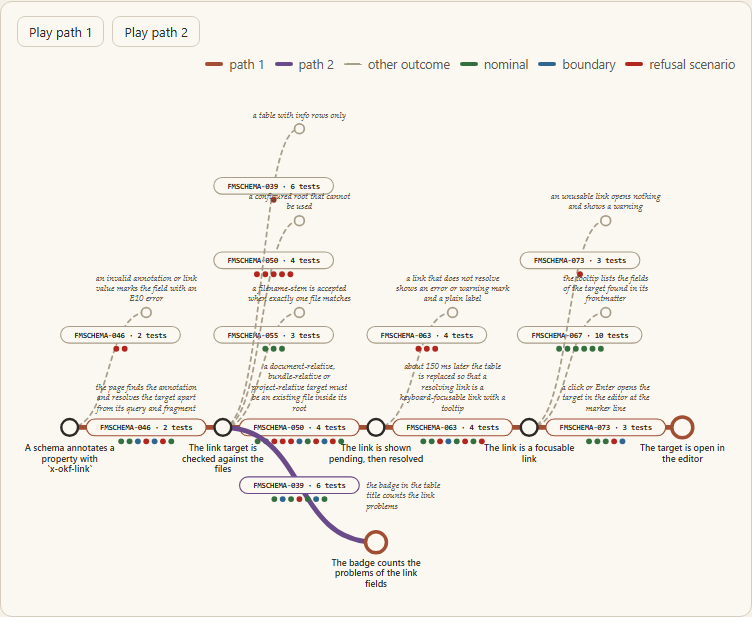 Play path 1
Play path 2
path 1
path 2
other outcome
nominal
boundary
refusal scenario
a table with info rows only
FMSCHEMA-039 · 6 tests
a configured root that cannot
be used
an unusable link opens nothing
and shows a warning
FMSCHEMA-050 · 4 tests
FMSCHEMA-073 · 3 tests
an invalid annotation or link
value marks the field with an
E10 error
a filename-stem is accepted
when exactly one file matches
a link that does not resolve
shows an error or warning mark
and a plain label
the tooltip lists the fields
of the target found in its
frontmatter
FMSCHEMA-046 · 2 tests
FMSCHEMA-055 · 3 tests
FMSCHEMA-063 · 4 tests
FMSCHEMA-067 · 10 tests
the page finds the annotation
and resolves the target apart
from its query and fragment
a document-relative,
bundle-relative or
project-relative target must
be an existing file inside its
root
about 150 ms later the table
is replaced so that a
resolving link is a
keyboard-focusable link with a
tooltip
a click or Enter opens the
target in the editor at the
marker line
FMSCHEMA-046 · 2 tests
FMSCHEMA-050 · 4 tests
FMSCHEMA-063 · 4 tests
FMSCHEMA-073 · 3 tests
A schema annotates a
property with
`x-okf-link`
The link target is
checked against the
files
The link is shown
pending, then resolved
The link is a focusable
link
The target is open in
the editor
FMSCHEMA-039 · 6 tests
the badge in the table
title counts the link
problems
The badge counts the
problems of the link
fields